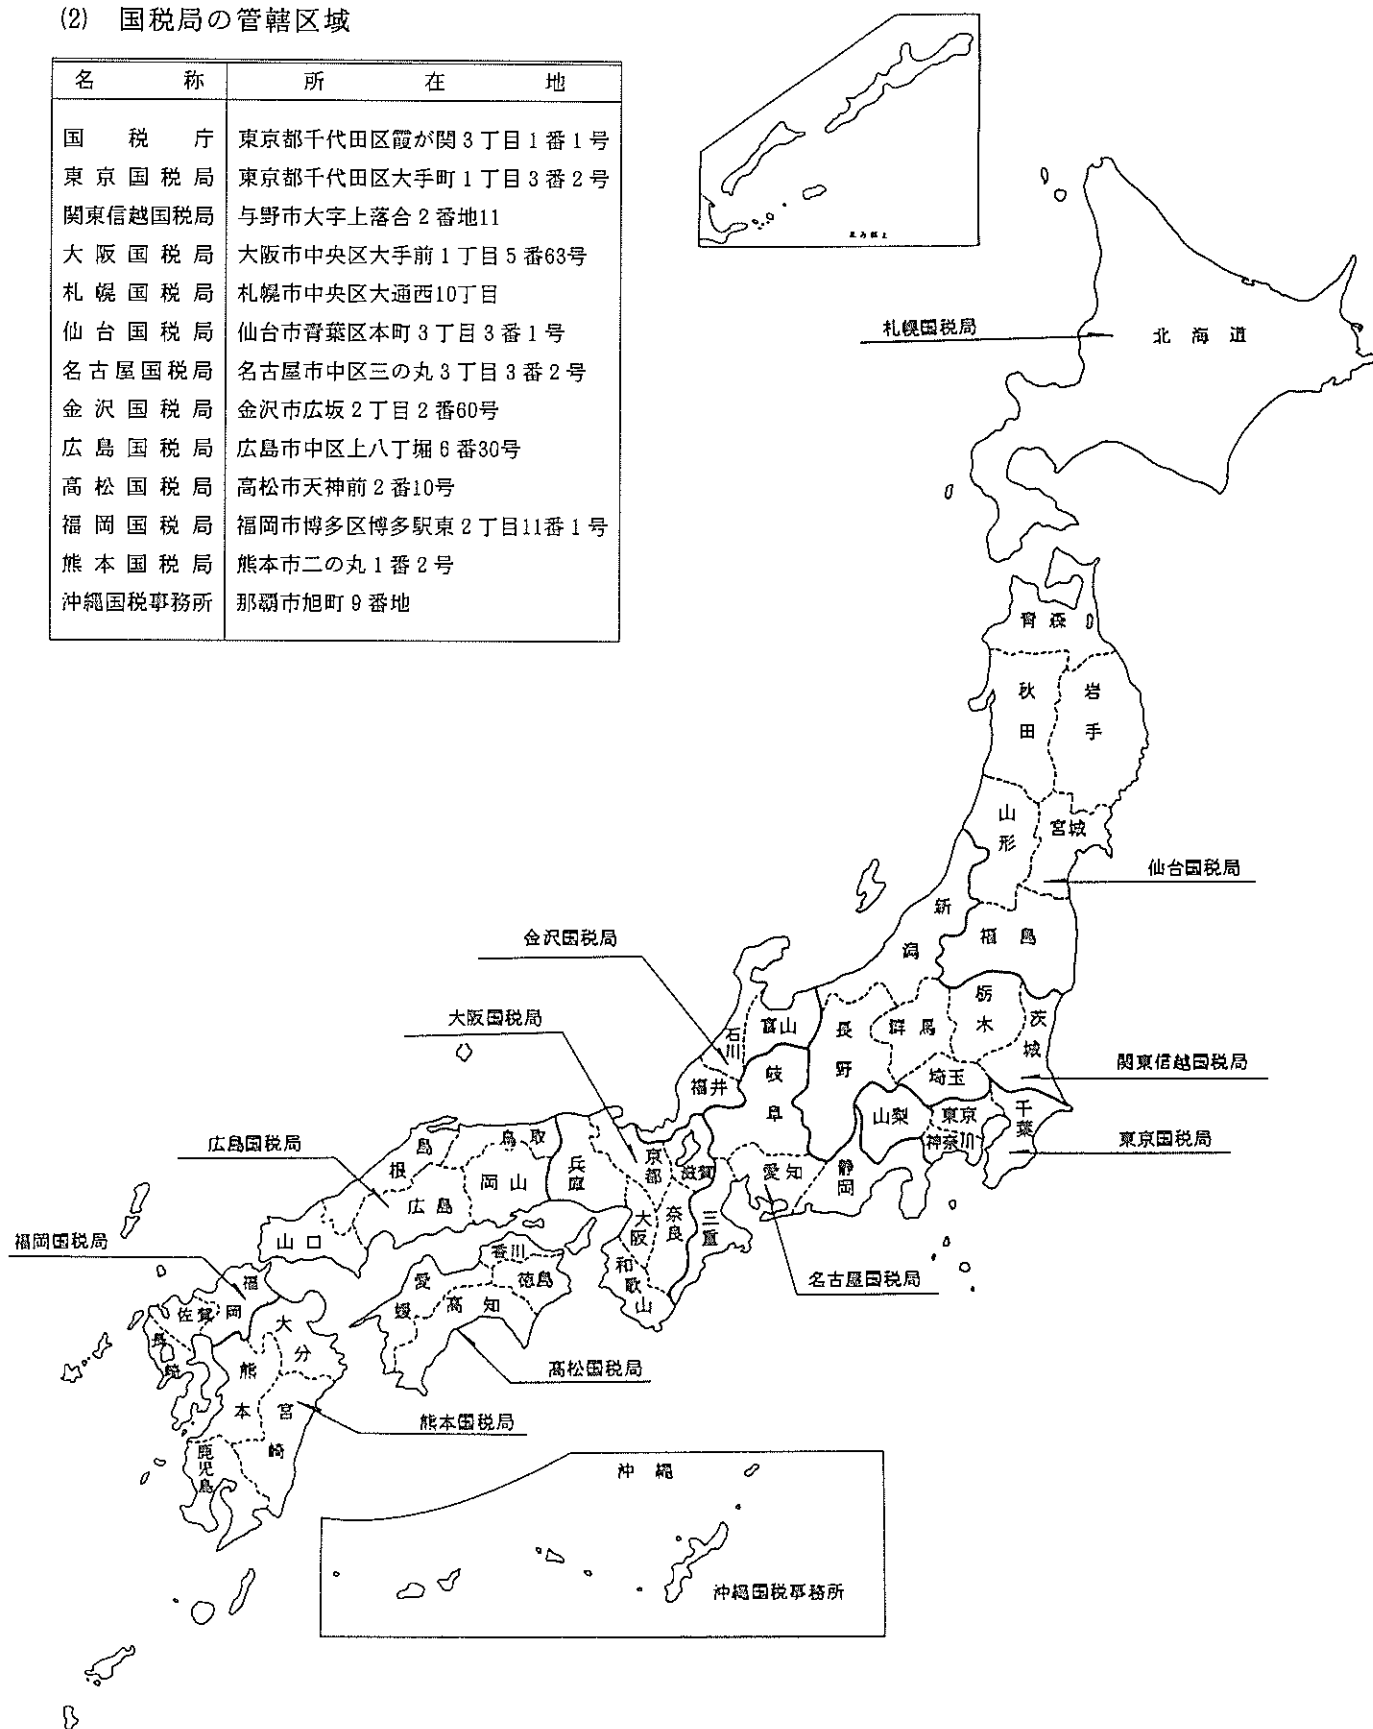 (2) 国税局の管轄区域
名称 所在地
国税庁 東京都千代田区霞が関3丁目1番1号
東京国税局 東京都千代田区大手町1丁目3番2号
関東信越国税局 与野市大字上落合2番地11
大阪国税局 大阪市中央区大手前1丁目5番63号
札幌国税局 札幌市中央区大通西10丁目
仙台国税局 仙台市青葉区本町3丁目3番1号
名古屋国税局 名古屋市中区三の丸3丁目3番2号
金沢国税局 金沢市広坂2丁目2番60号
広島国税局 広島市中区上八丁堀6番30号
高松国税局 高松市天神前2番10号
福岡国税局 福岡市博多区博多駅東2丁目11番1号
熊本国税局 熊本市二の丸1番2号
沖縄国税事務所 那覇市旭町9番地
札幌国税局
北海道
青森
秋田
岩手
山形
宮城
仙台国税局
新潟
福島
金沢国税局
大阪国税局
栃木
茨城
群馬
長野
富山
石川
福井
岐阜
埼玉
関東信越国税局
山梨
東京
千葉
神奈川
東京国税局
静岡
愛知
名古屋国税局
滋賀
京都
兵庫
鳥取
島根
広島国税局
岡山
広島
山口
大阪
奈良
三重
和歌山
香川
徳島
愛媛
高知
高松国税局
福岡国税局
福岡
佐賀
長崎
大分
熊本
宮崎
熊本国税局
鹿児島
沖縄
沖縄国税事務所